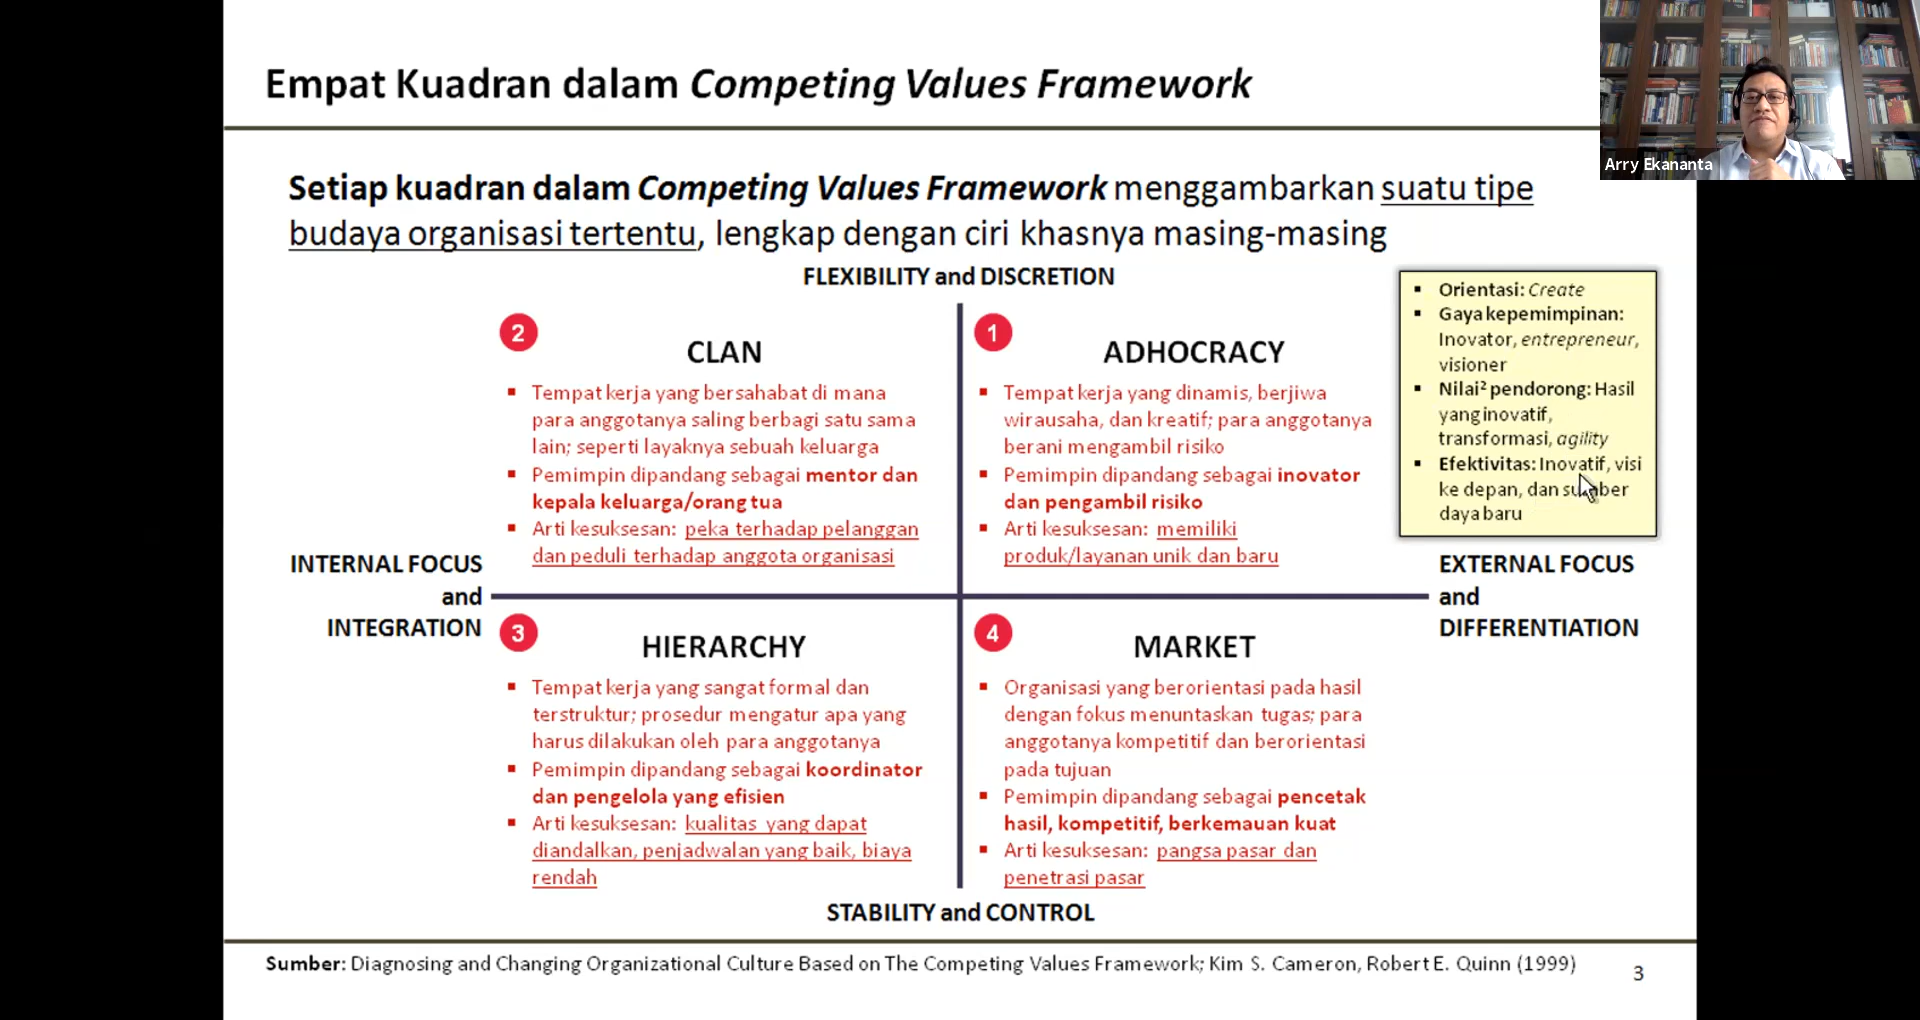 Empat Kuadran dalam Competing Values Framework
Arry Ekananta
Setiap kuadran dalam Competing Values Framework menggambarkan suatu tipe
budaya organisasi tertentu, lengkap dengan ciri khasnya masing-masing
FLEXIBILITY and DISCRETION
2
CLAN
▪ Tempat kerja yang bersahabat di mana
para anggotanya saling berbagi satu sama
lain; seperti layaknya sebuah keluarga
▪ Pemimpin dipandang sebagai mentor dan
kepala keluarga/orang tua
▪ Arti kesuksesan: peka terhadap pelanggan
dan peduli terhadap anggota organisasi
1
ADHOCRACY
▪ Tempat kerja yang dinamis, berjiwa
wirausaha, dan kreatif; para anggotanya
berani mengambil risiko
▪ Pemimpin dipandang sebagai inovator
dan pengambil risiko
▪ Arti kesuksesan: memiliki
produk/layanan unik dan baru
▪ Orientasi: Create
▪ Gaya kepemimpinan:
Inovator, entrepreneur,
visioner
▪ Nilai² pendorong: Hasil
yang inovatif,
transformasi, agility
▪ Efektivitas: Inovatif, visi
ke depan, dan sumber
daya baru
INTERNAL FOCUS
and
INTEGRATION
EXTERNAL FOCUS
and
DIFFERENTIATION
3
HIERARCHY
▪ Tempat kerja yang sangat formal dan
terstruktur; prosedur mengatur apa yang
harus dilakukan oleh para anggotanya
▪ Pemimpin dipandang sebagai koordinator
dan pengelola yang efisien
▪ Arti kesuksesan: kualitas yang dapat
diandalkan, penjadwalan yang baik, biaya
rendah
4
MARKET
▪ Organisasi yang berorientasi pada hasil
dengan fokus menuntaskan tugas; para
anggotanya kompetitif dan berorientasi
pada tujuan
▪ Pemimpin dipandang sebagai pencetak
hasil, kompetitif, berkemauan kuat
▪ Arti kesuksesan: pangsa pasar dan
penetrasi pasar
STABILITY and CONTROL
Sumber: Diagnosing and Changing Organizational Culture Based on The Competing Values Framework; Kim S. Cameron, Robert E. Quinn (1999)
3